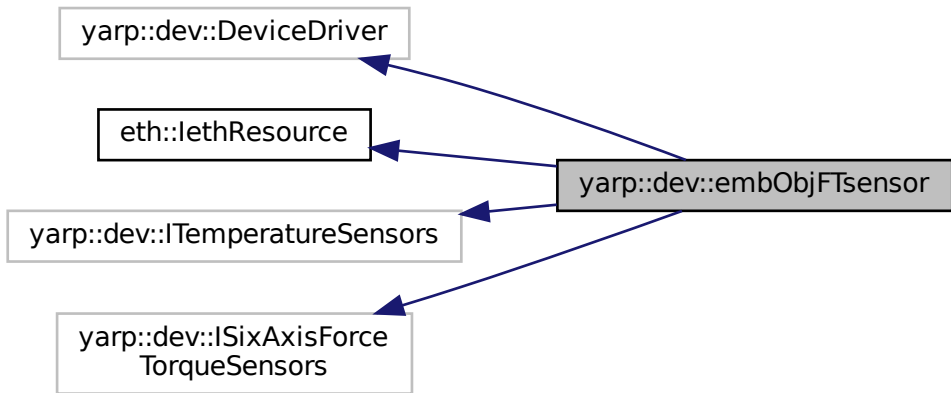 yarp::dev::DeviceDriver
eth::IethResource
yarp::dev::embObjFTsensor
yarp::dev::ITemperatureSensors
yarp::dev::ISixAxisForce
TorqueSensors